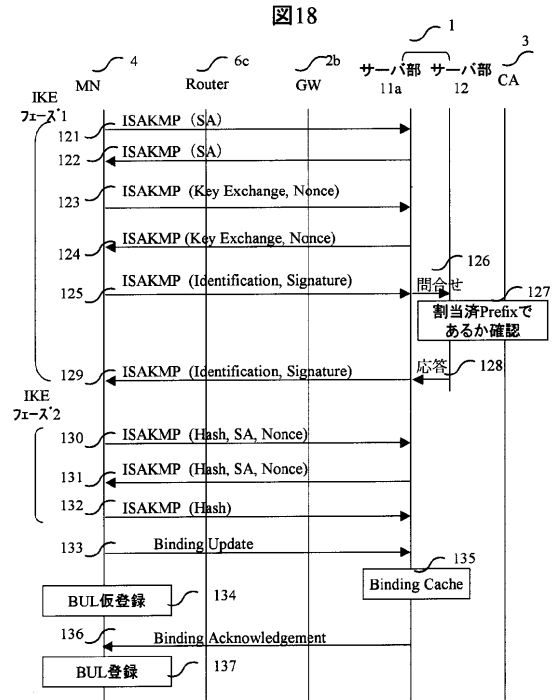 図18
1
4
6c
2b
サーバ部
サーバ部
3
MN
Router
GW
11a
12
CA
IKE
フェーズ1
121
ISAKMP (SA)
122
ISAKMP (SA)
123
ISAKMP (Key Exchange, Nonce)
124
ISAKMP (Key Exchange, Nonce)
126
125
ISAKMP (Identification, Signature)
問合せ
127
割当済Prefixで
あるか確認
129
ISAKMP (Identification, Signature)
応答
128
IKE
フェーズ2
130
ISAKMP (Hash, SA, Nonce)
131
ISAKMP (Hash, SA, Nonce)
132
ISAKMP (Hash)
133
Binding Update
135
Binding Cache
BUL仮登録
134
136
Binding Acknowledgement
BUL登録
137